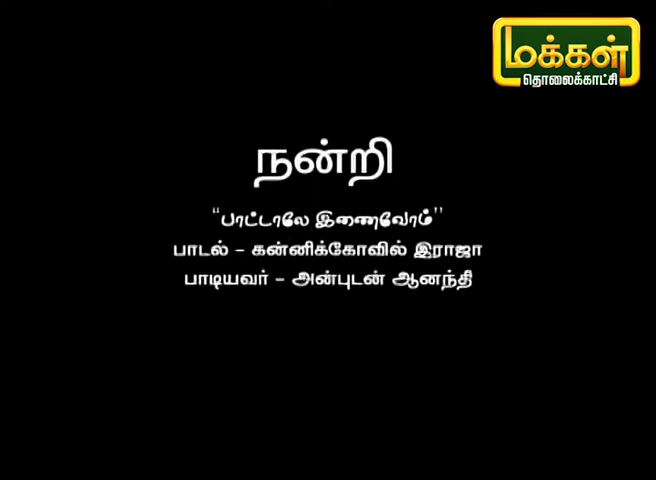 மக்கள்
தொலைக்காட்சி
நன்றி
“பாட்டாலே இணைவோம்”
பாடல் – கன்னிக்கோவில் இராஜா
பாடியவர் – அன்புடன் ஆனந்தி